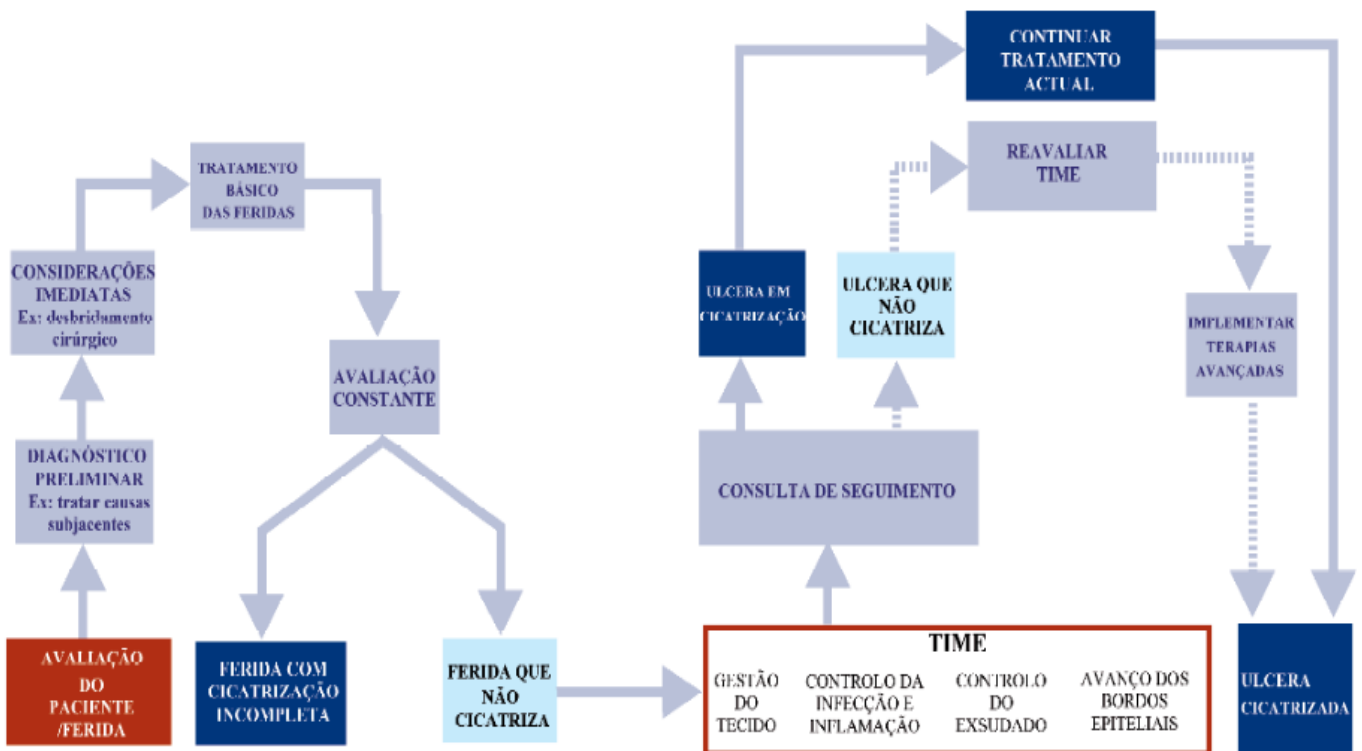 AVALIAÇÃO
DO
PACIENTE
/FERIDA
DIAGNÓSTICO
PRELIMINAR
Ex: tratar causas
subjacentes
CONSIDERAÇÕES
IMEDIATAS
Ex: desbridamento
cirúrgico
TRATAMENTO
BÁSICO
DAS FERIDAS
AVALIAÇÃO
CONSTANTE
FERIDA COM
CICATRIZAÇÃO
INCOMPLETA
FERIDA QUE
NÃO
CICATRIZA
TIME
GESTÃO
DO
TECIDO
CONTROLO DA
INFECÇÃO E
INFLAMAÇÃO
CONTROLO
DO
EXSUDADO
AVANÇO DOS
BORDOS
EPITELIAIS
CONSULTA DE SEGUIMENTO
ULCERA EM
CICATRIZAÇÃO
ULCERA QUE
NÃO
CICATRIZA
CONTINUAR
TRATAMENTO
ACTUAL
REAVALIAR
TIME
IMPLEMENTAR
TERAPIAS
AVANÇADAS
ULCERA
CICATRIZADA